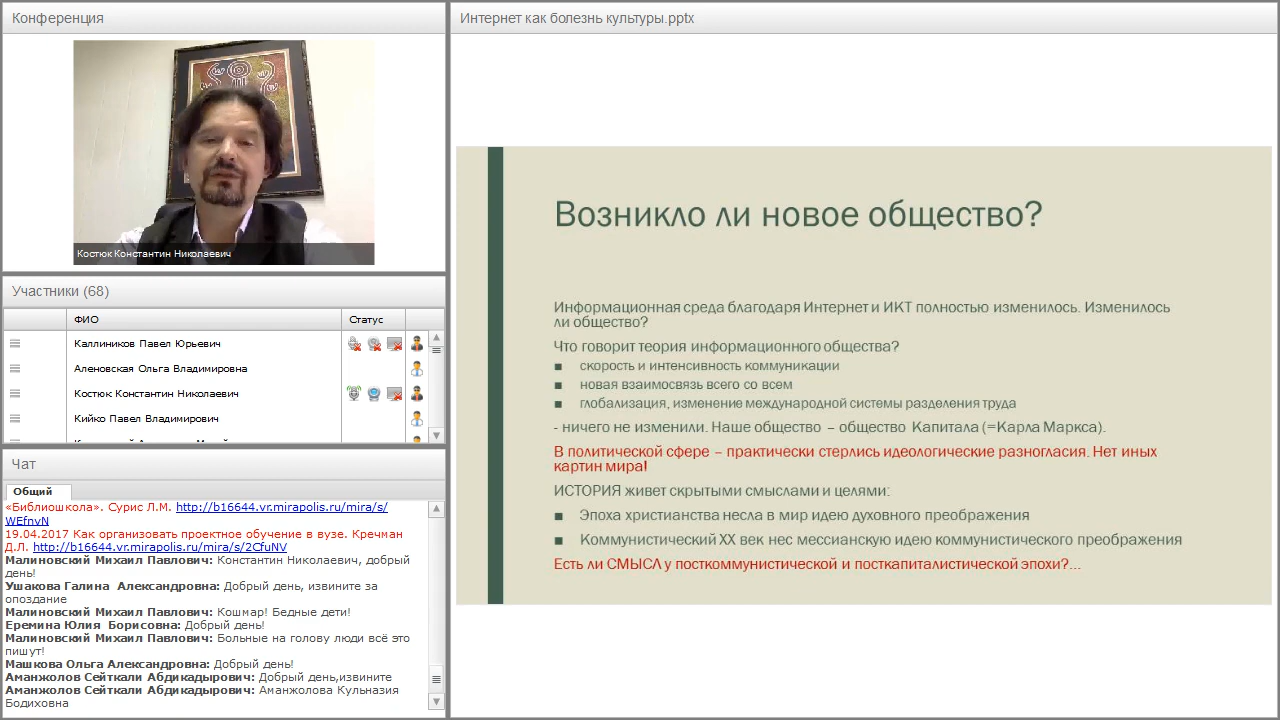 Конференция
Костюк Константин Николаевич
Участники (68)
ФИО
Статус
Каллиников Павел Юрьевич
Аленовская Ольга Владимировна
Костюк Константин Николаевич
Кийко Павел Владимирович
Чат
Общий
«Библиошкола». Сурис Л.М. http://b16644.vr.mirapolis.ru/mira/s/
WEfnvN
19.04.2017 Как организовать проектное обучение в вузе. Кречман
Д.Л. http://b16644.vr.mirapolis.ru/mira/s/2CfuNV
Малиновский Михаил Павлович: Константин Николаевич, добрый
день!
Ушакова Галина Александровна: Добрый день, извините за
опоздание
Малиновский Михаил Павлович: Кошмар! Бедные дети!
Еремина Юлия Борисовна: Добрый день!
Малиновский Михаил Павлович: Больные на голову люди всё это
пишут!
Машкова Ольга Александровна: Добрый день!
Аманжолов Сейткали Абдикадырович: Добрый день,извините
Аманжолов Сейткали Абдикадырович: Аманжолова Кульназия
Бодиховна
Интернет как болезнь культуры.pptx
Возникло ли новое общество?
Информационная среда благодаря Интернет и ИКТ полностью изменилось. Изменилось
ли общество?
Что говорит теория информационного общества?
■ скорость и интенсивность коммуникации
■ новая взаимосвязь всего со всем
■ глобализация, изменение международной системы разделения труда
- ничего не изменили. Наше общество – общество Капитала (=Карла Маркса).
В политической сфере – практически стерлись идеологические разногласия. Нет иных
картин мира!
ИСТОРИЯ живет скрытыми смыслами и целями:
■ Эпоха христианства несла в мир идею духовного преображения
■ Коммунистический XX век нес мессианскую идею коммунистического преображения
Есть ли СМЫСЛ у посткоммунистической и посткапиталистической эпохи?...